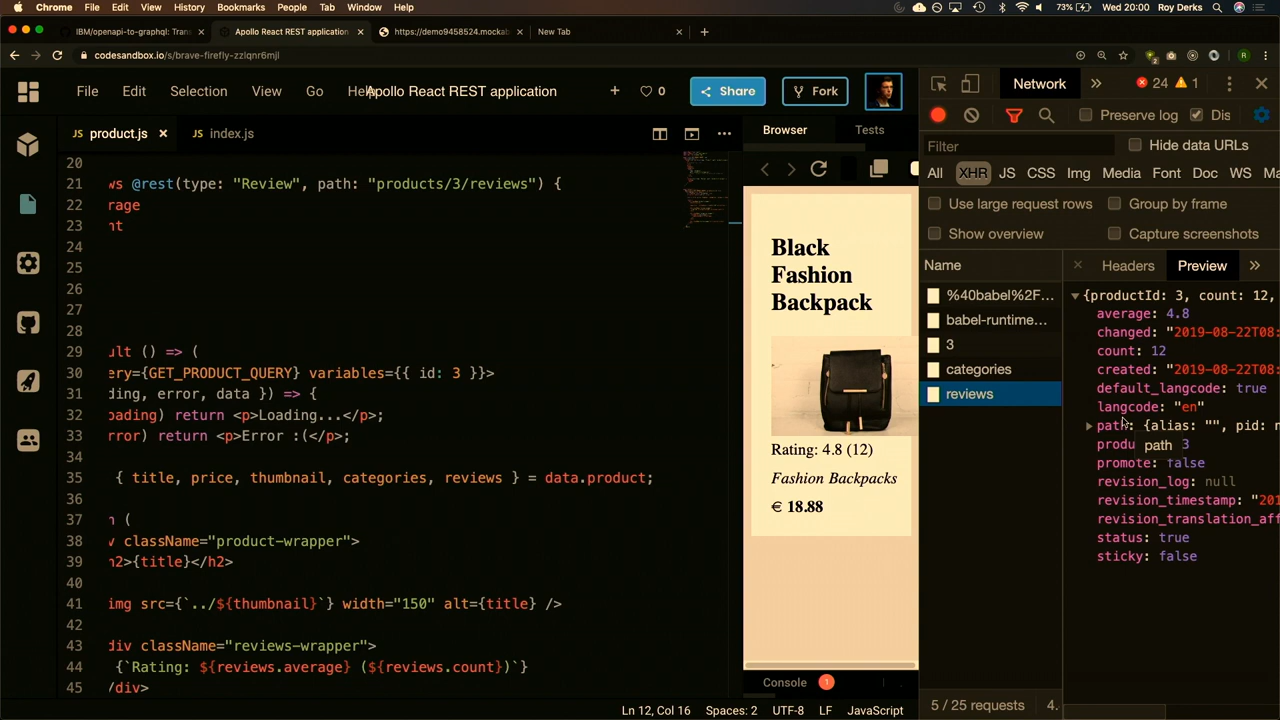 Chrome File Edit View History Bookmarks People Tab Window Help 73% Wed 20:00 Roy Derks
IBM/openapi-to-graphql: Tran Apollo React REST application https://demo9458524.mockab New Tab
codesandbox.io/s/brave-firefly-zziqnr6mjl R
File Edit Selection View Go Help Apollo React REST application 0 Share Fork
JS product.js JS index.js
20
21 ws @rest(type: "Review", path: "products/3/reviews") {
22 rage
23 nt
24
25
26
27
28
29 ult () => (
30 ery={GET_PRODUCT_QUERY} variables={{ id: 3 }}>
31 ding, error, data }) => {
32 oading) return <p>Loading...</p>;
33 rror) return <p>Error :(</p>;
34
35 { title, price, thumbnail, categories, reviews } = data.product;
36
37 n (
38 v className="product-wrapper">
39 h2>{title}</h2>
40
41 img src={`../${thumbnail}`} width="150" alt={title} />
42
43 div className="reviews-wrapper">
44 {`Rating: ${reviews.average} (${reviews.count})`}
45 /div>
Ln 12, Col 16 Spaces: 2 UTF-8 LF JavaScript
Browser Tests
Black
Fashion
Backpack
Rating: 4.8 (12)
Fashion Backpacks
€ 18.88
Console 1
Network 24 1
Preserve log Dis
Filter Hide data URLs
All XHR JS CSS Img Media Font Doc WS Ma
Use large request rows Group by frame
Show overview Capture screenshots
Name
%40babel%2F...
babel-runtime...
3
categories
reviews
5 / 25 requests 4.
Headers Preview
{productId: 3, count: 12,
average: 4.8
changed: "2019-08-22T08:
count: 12
created: "2019-08-22T08:
default_langcode: true
langcode: "en"
path: {alias: "", pid: n
produ 3
path
promote: false
revision_log: null
revision_timestamp: "201
revision_translation_aff
status: true
sticky: false